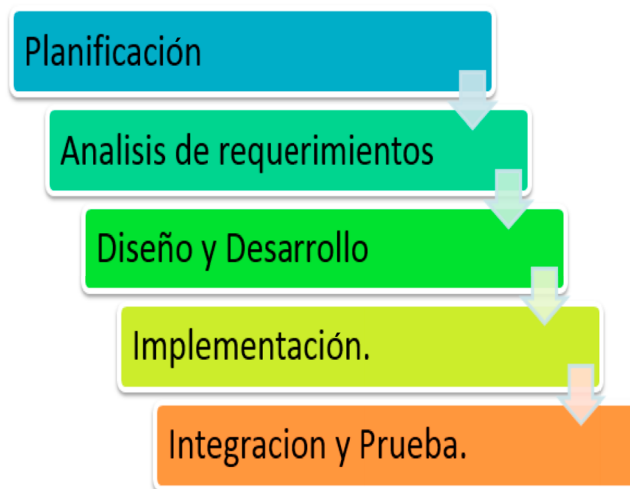 Planificación
Analisis de requerimientos
Diseño y Desarrollo
Implementación.
Integracion y Prueba.